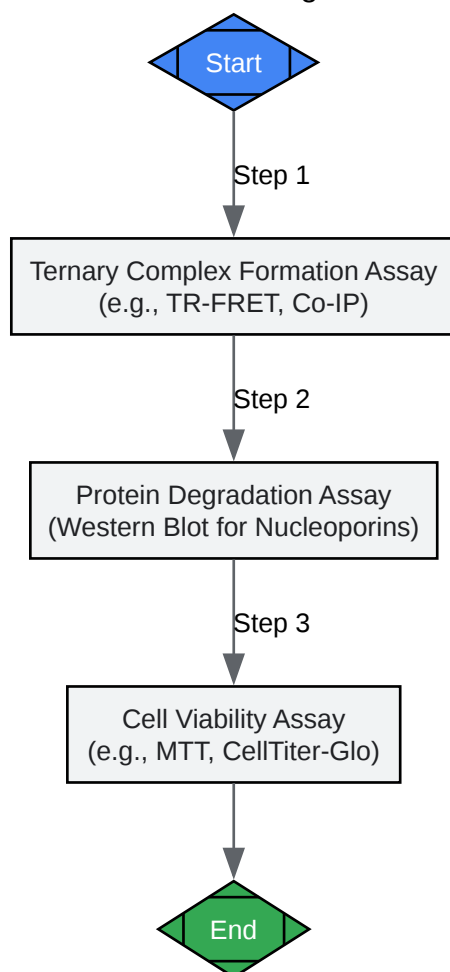 Start
Step 1
Ternary Complex Formation Assay
(e.g., TR-FRET, Co-IP)
Step 2
Protein Degradation Assay
(Western Blot for Nucleoporins)
Step 3
Cell Viability Assay
(e.g., MTT, CellTiter-Glo)
End